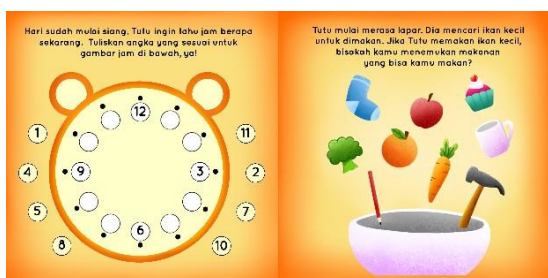 Hari sudah mulai siang. Tutu ingin tahu jam berapa
sekarang. Tuliskan angka yang sesuai untuk
gambar jam di bawah, ya!
12
1
11
4
9
3
2
5
7
6
8
10
Tutu mulai merasa lapar. Dia mencari ikan kecil
untuk dimakan. Jika Tutu memakan ikan kecil,
bisakah kamu menemukan makanan
yang bisa kamu makan?